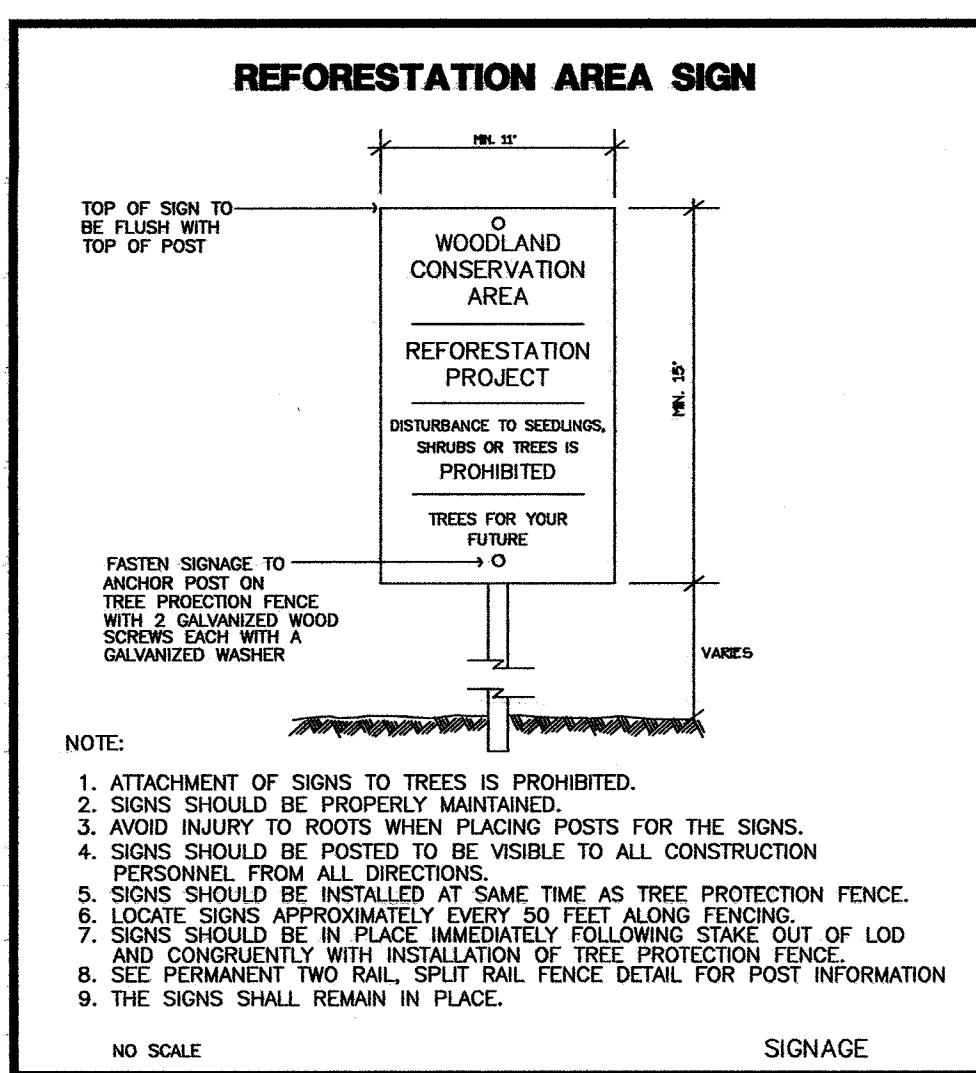 REFORESTATION AREA SIGN
MIN. 11"
TOP OF SIGN TO
BE FLUSH WITH
TOP OF POST
WOODLAND
CONSERVATION
AREA
REFORESTATION
PROJECT
MIN. 15"
DISTURBANCE TO SEEDLINGS,
SHRUBS OR TREES IS
PROHIBITED
TREES FOR YOUR
FUTURE
FASTEN SIGNAGE TO
ANCHOR POST ON
TREE PROECTION FENCE
WITH 2 GALVANIZED WOOD
SCREWS EACH WITH A
GALVANIZED WASHER
VARIES
NOTE:
1. ATTACHMENT OF SIGNS TO TREES IS PROHIBITED.
2. SIGNS SHOULD BE PROPERLY MAINTAINED.
3. AVOID INJURY TO ROOTS WHEN PLACING POSTS FOR THE SIGNS.
4. SIGNS SHOULD BE POSTED TO BE VISIBLE TO ALL CONSTRUCTION
PERSONNEL FROM ALL DIRECTIONS.
5. SIGNS SHOULD BE INSTALLED AT SAME TIME AS TREE PROTECTION FENCE.
6. LOCATE SIGNS APPROXIMATELY EVERY 50 FEET ALONG FENCING.
7. SIGNS SHOULD BE IN PLACE IMMEDIATELY FOLLOWING STAKE OUT OF LOD
AND CONGRUENTLY WITH INSTALLATION OF TREE PROTECTION FENCE.
8. SEE PERMANENT TWO RAIL, SPLIT RAIL FENCE DETAIL FOR POST INFORMATION
9. THE SIGNS SHALL REMAIN IN PLACE.
NO SCALE
SIGNAGE